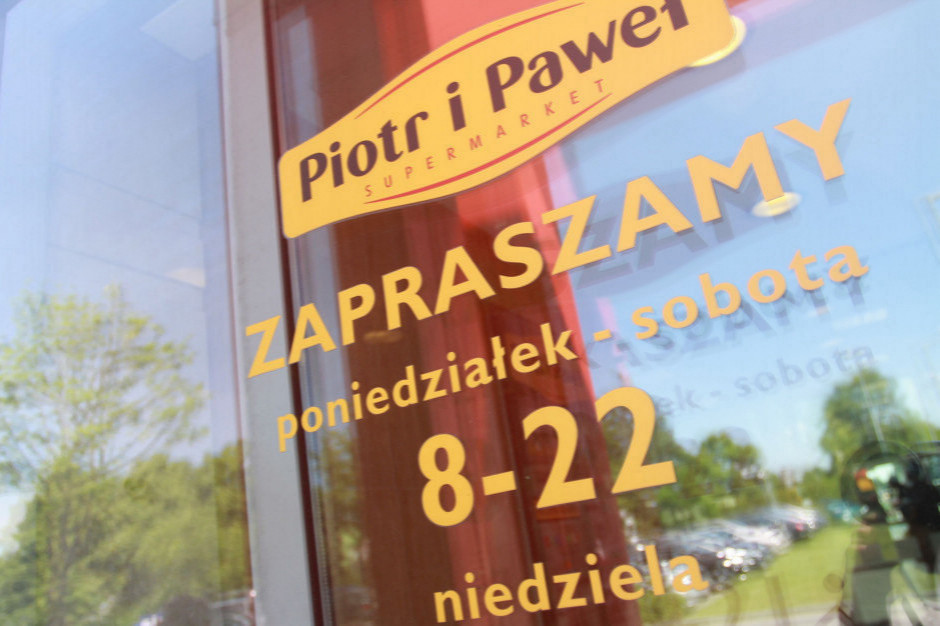 Piotr i Paweł
SUPERMARKET
ZAPRASZAMY
poniedziałek - sobota
8-22
niedziela